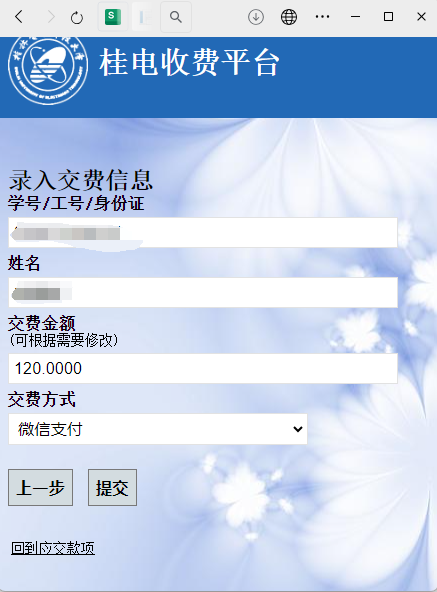 S
桂电收费平台
录入交费信息
学号/工号/身份证
姓名
交费金额
(可根据需要修改)
120.0000
交费方式
微信支付
上一步 提交
回到应交款项